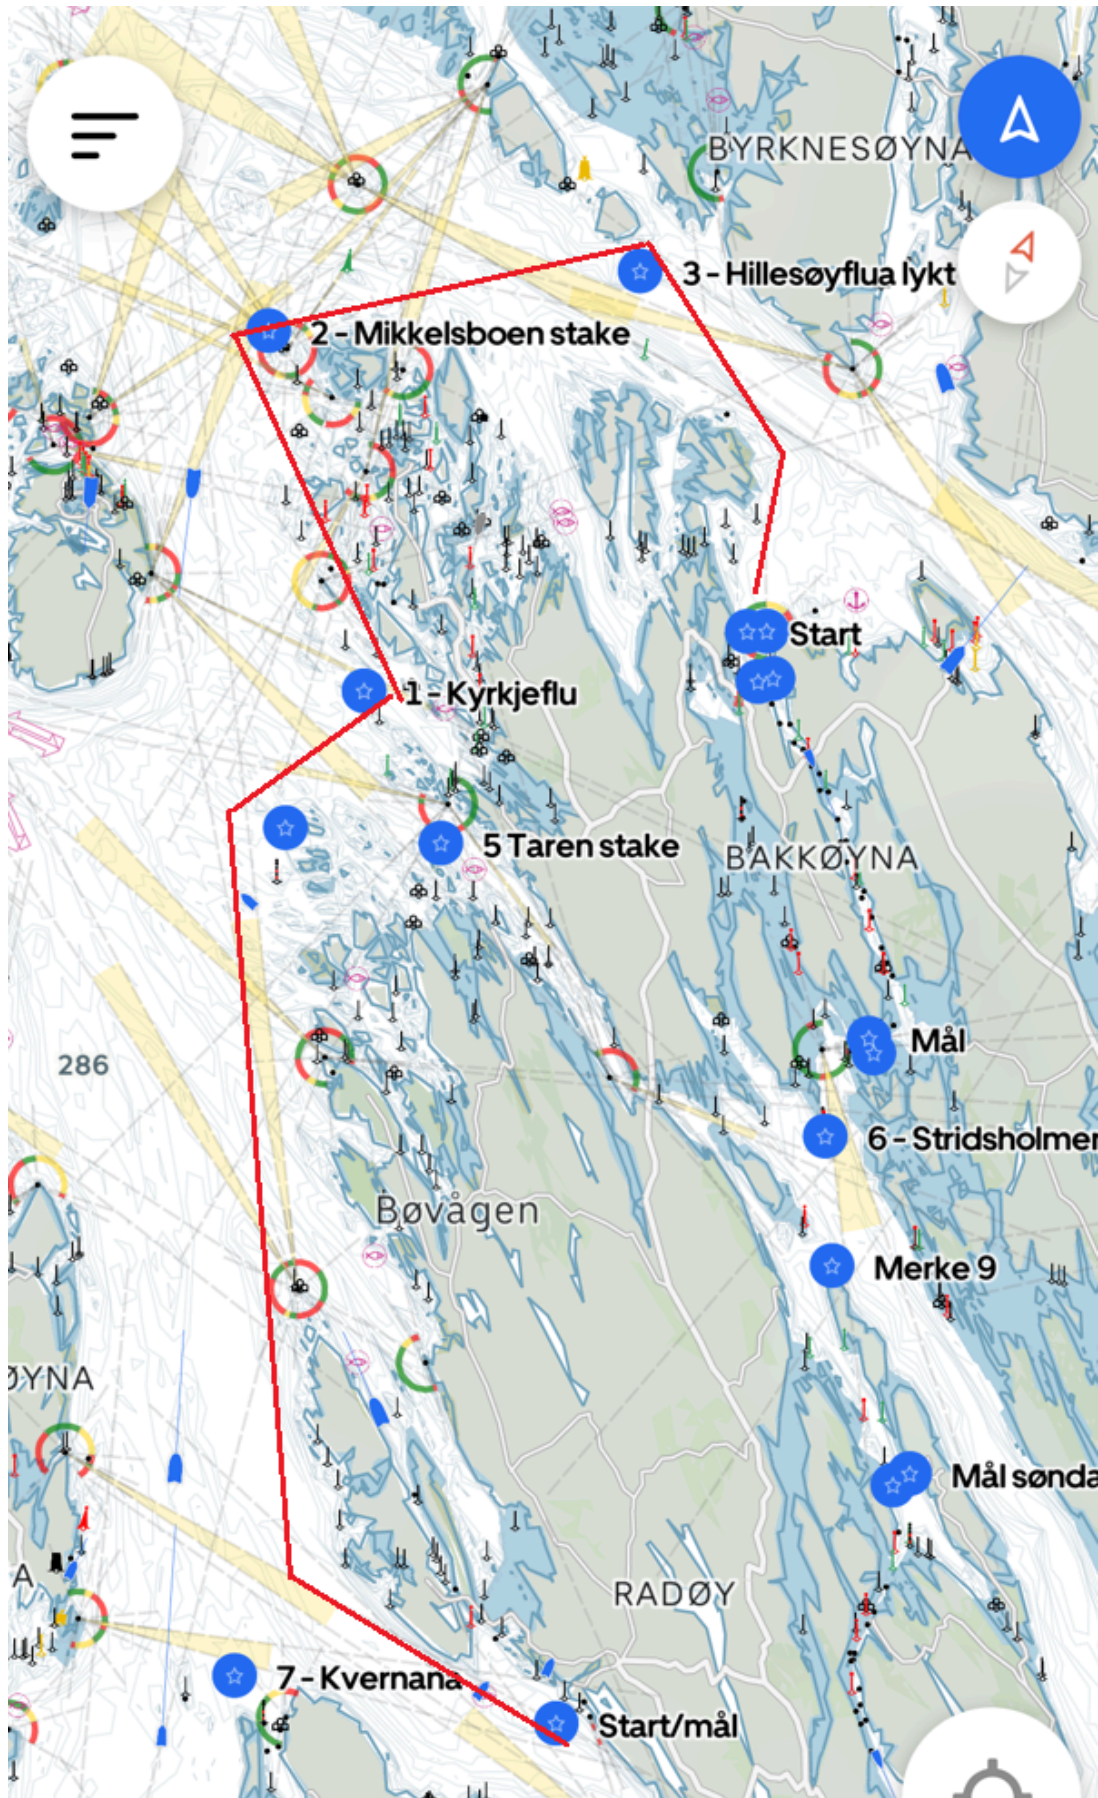 BYRKNESØYNA
3 - Hillesøyflua lykt
2 - Mikkelsboen stake
Start
1 - Kyrkjeflu
5 Taren stake
BAKKØYNA
Mål
286
6 - Stridsholmen
Bøvågen
Merke 9
ØYNA
Mål sønda
A
RADØY
7 - Kvernana
Start/mål